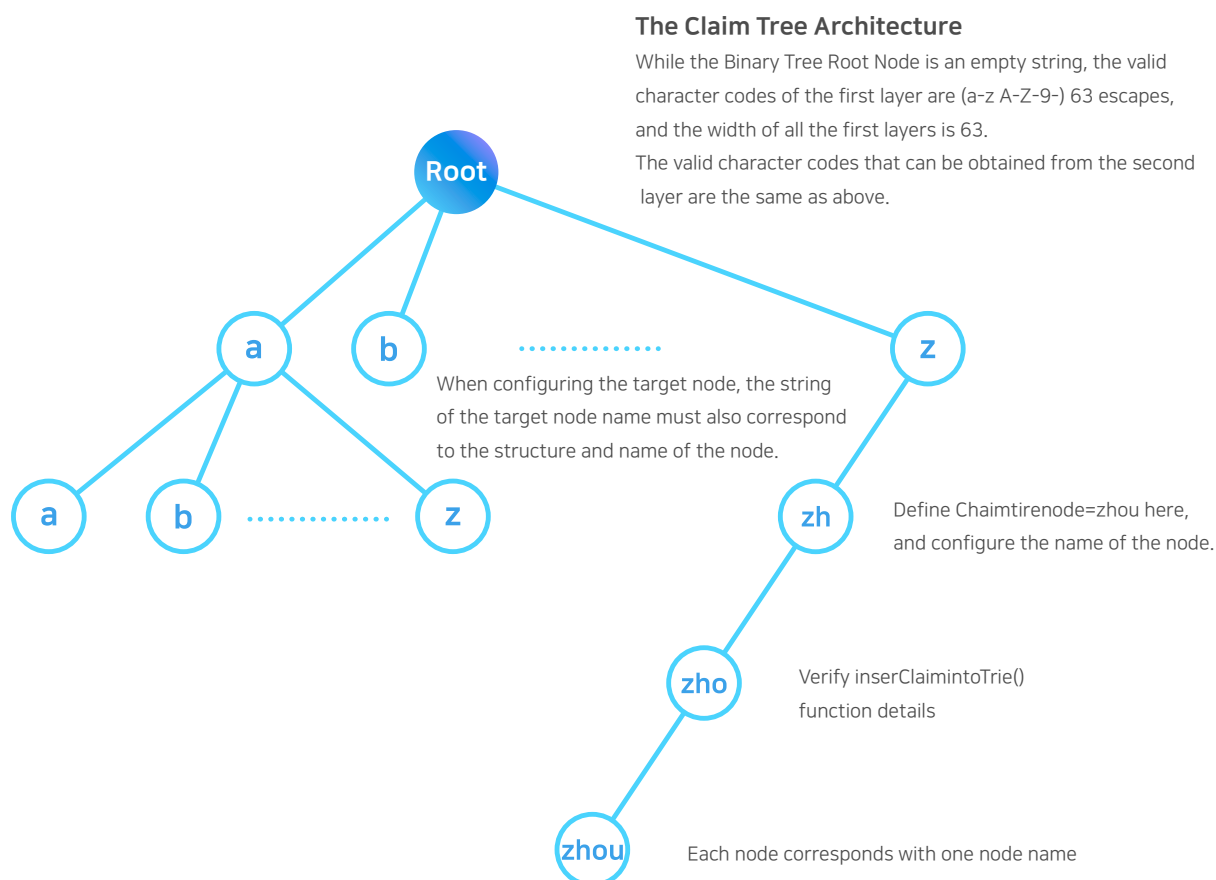 The Claim Tree Architecture
While the Binary Tree Root Node is an empty string, the valid
character codes of the first layer are (a-z A-Z-9-) 63 escapes,
and the width of all the first layers is 63.
The valid character codes that can be obtained from the second
layer are the same as above.
Root
a
b
z
When configuring the target node, the string
of the target node name must also correspond
to the structure and name of the node.
a
b
z
zh
Define Chaimtirenode=zhou here,
and configure the name of the node.
zho
Verify inserClaimintoTrie()
function details
zhou
Each node corresponds with one node name